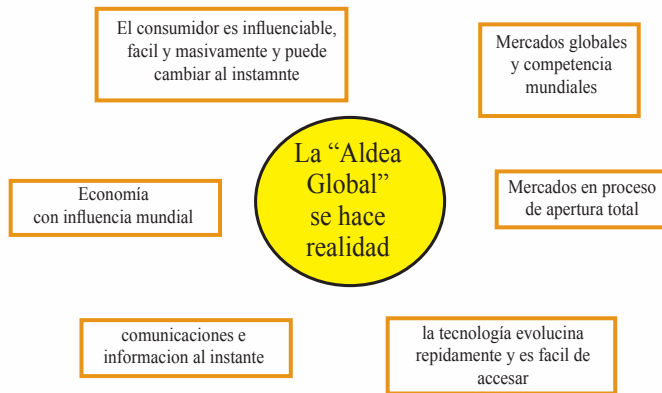 El consumidor es influenciable,
facil y masivamente y puede
cambiar al instamnte
Mercados globales
y competencia
mundiales
La “Aldea
Global”
se hace
realidad
Economía
con influencia mundial
Mercados en proceso
de apertura total
comunicaciones e
informacion al instante
la tecnología evolucina
repidamente y es facil de
accesar